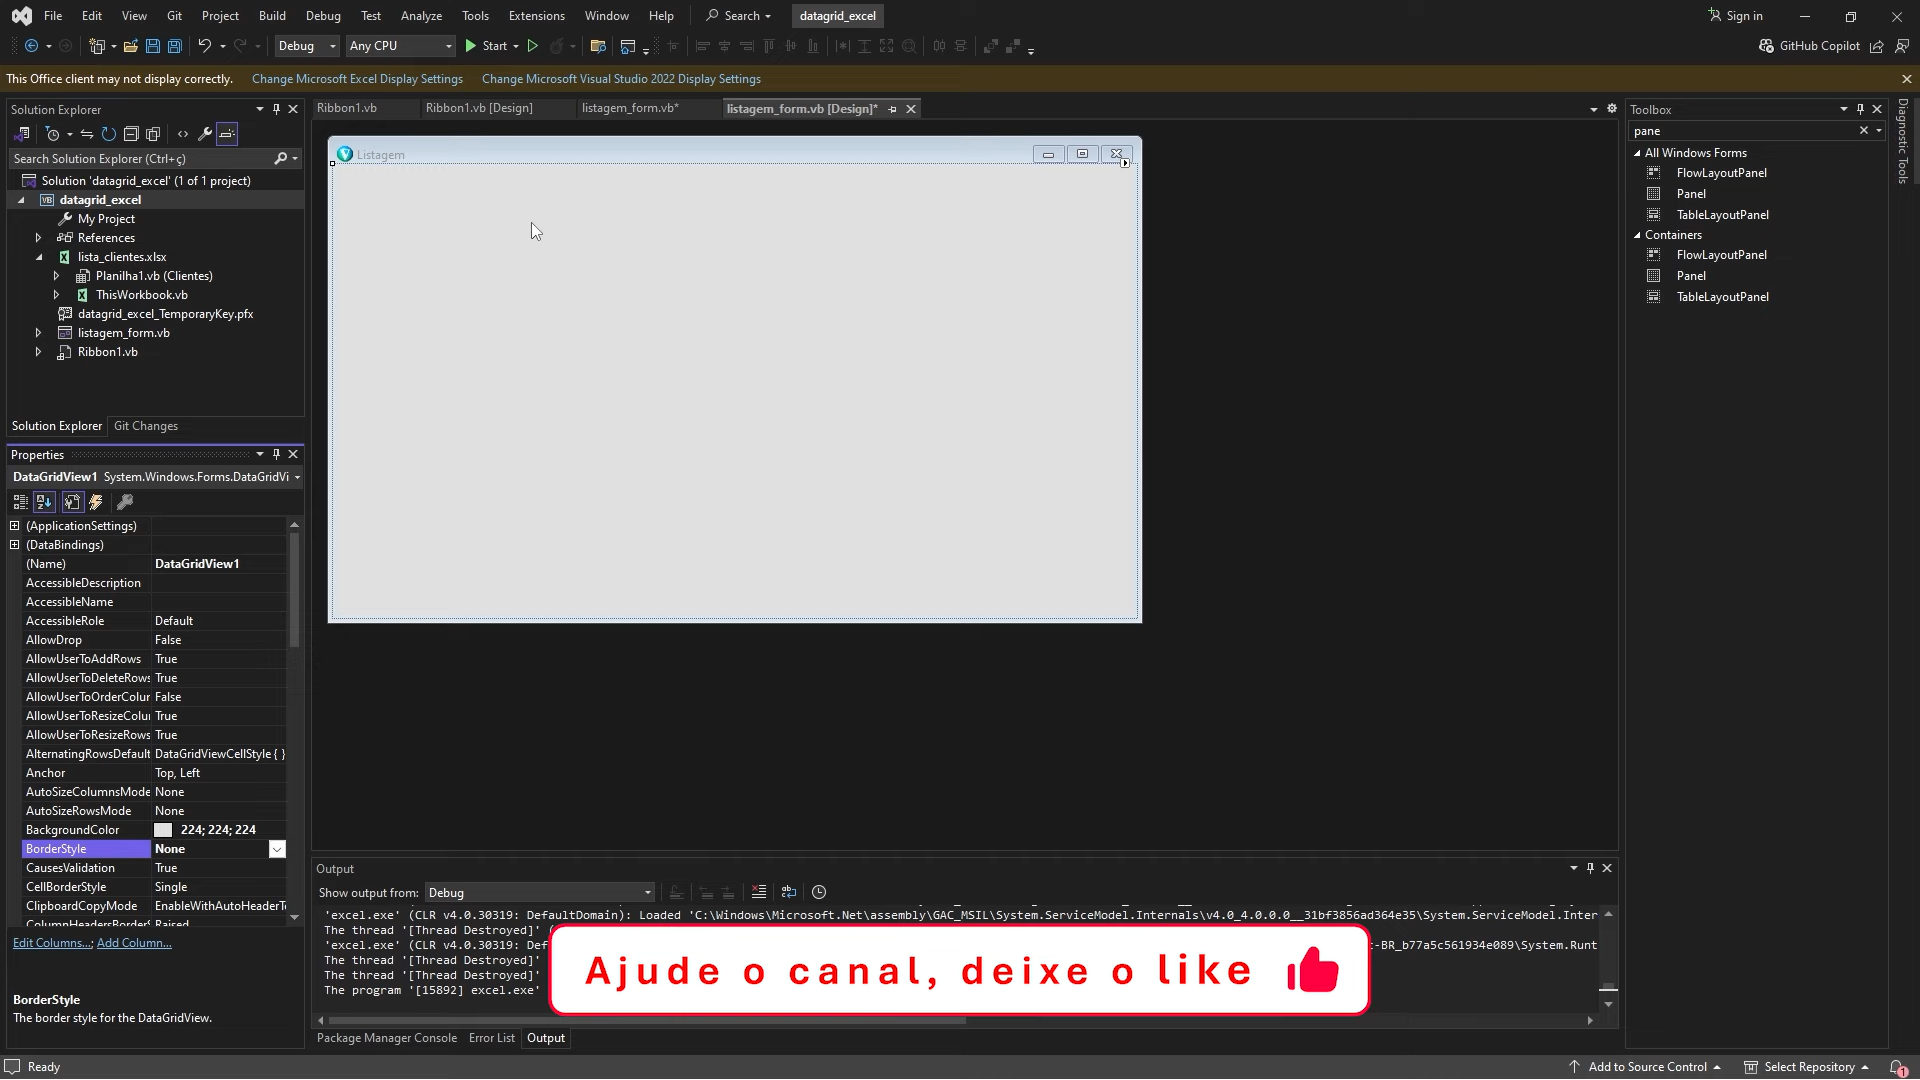 File Edit View Git Project Build Debug Test Analyze Tools Extensions Window Help Search datagrid_excel Sign in
Debug Any CPU Start GitHub Copilot
This Office client may not display correctly. Change Microsoft Excel Display Settings Change Microsoft Visual Studio 2022 Display Settings
Solution Explorer
Search Solution Explorer (Ctrl+ç)
Solution 'datagrid_excel' (1 of 1 project)
datagrid_excel
My Project
References
lista_clientes.xlsx
Planilha1.vb (Clientes)
ThisWorkbook.vb
datagrid_excel_TemporaryKey.pfx
listagem_form.vb
Ribbon1.vb
Solution Explorer Git Changes
Properties
DataGridView1 System.Windows.Forms.DataGridVi
(ApplicationSettings)
(DataBindings)
(Name) DataGridView1
AccessibleDescription
AccessibleName
AccessibleRole Default
AllowDrop False
AllowUserToAddRows True
AllowUserToDeleteRows True
AllowUserToOrderColur False
AllowUserToResizeColu True
AllowUserToResizeRows True
AlternatingRowsDefault DataGridViewCellStyle { }
Anchor Top, Left
AutoSizeColumnsMode None
AutoSizeRowsMode None
BackgroundColor 224; 224; 224
BorderStyle None
CausesValidation True
CellBorderStyle Single
ClipboardCopyMode EnableWithAutoHeaderTe
ColumnHeadersBorderS Raised
Edit Columns...; Add Column...
BorderStyle
The border style for the DataGridView.
Ribbon1.vb Ribbon1.vb [Design] listagem_form.vb* listagem_form.vb [Design]*
Listagem
Output
Show output from: Debug
'excel.exe' (CLR v4.0.30319: DefaultDomain): Loaded 'C:\Windows\Microsoft.Net\assembly\GAC_MSIL\System.ServiceModel.Internals\v4.0_4.0.0.0__31bf3856ad364e35\System.ServiceModel.Inter
The thread '[Thread Destroyed]' (
'excel.exe' (CLR v4.0.30319: Def -BR_b77a5c561934e089\System.Runt
The thread '[Thread Destroyed]'
The thread '[Thread Destroyed]'
The program '[15892] excel.exe'
Ajude o canal, deixe o like
Package Manager Console Error List Output
Toolbox
pane
All Windows Forms
FlowLayoutPanel
Panel
TableLayoutPanel
Containers
FlowLayoutPanel
Panel
TableLayoutPanel
Diagnostic Tools
Ready Add to Source Control Select Repository 1